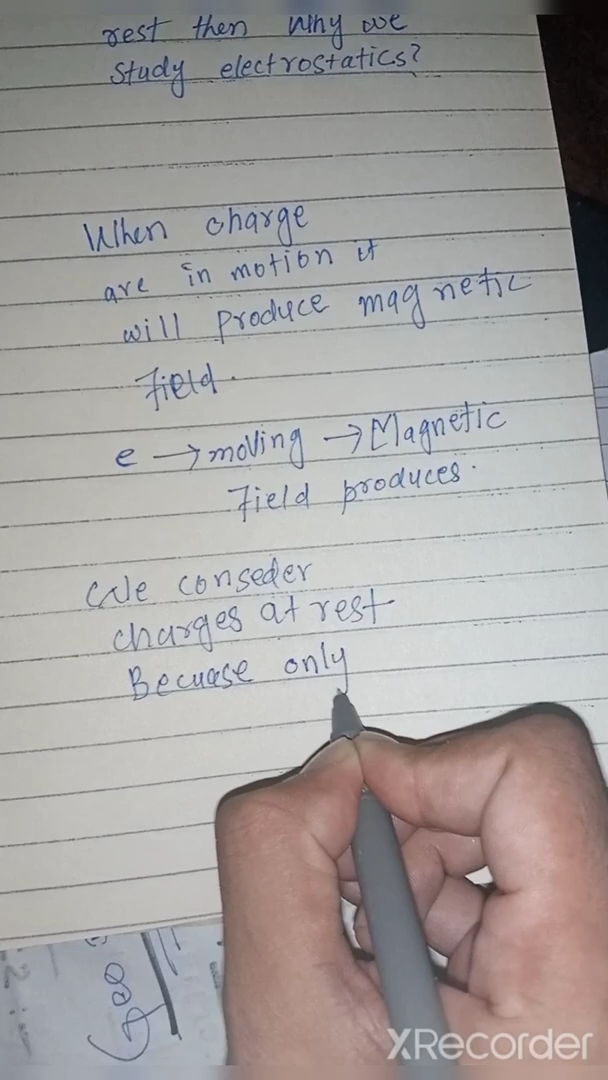 rest then Why we
Study electrostatics?
When charge
are in motion it
will produce magnetic
Field.
e → moving → Magnetic
Field produces.
We conseder
charges at rest
Becuase only
XRecorder